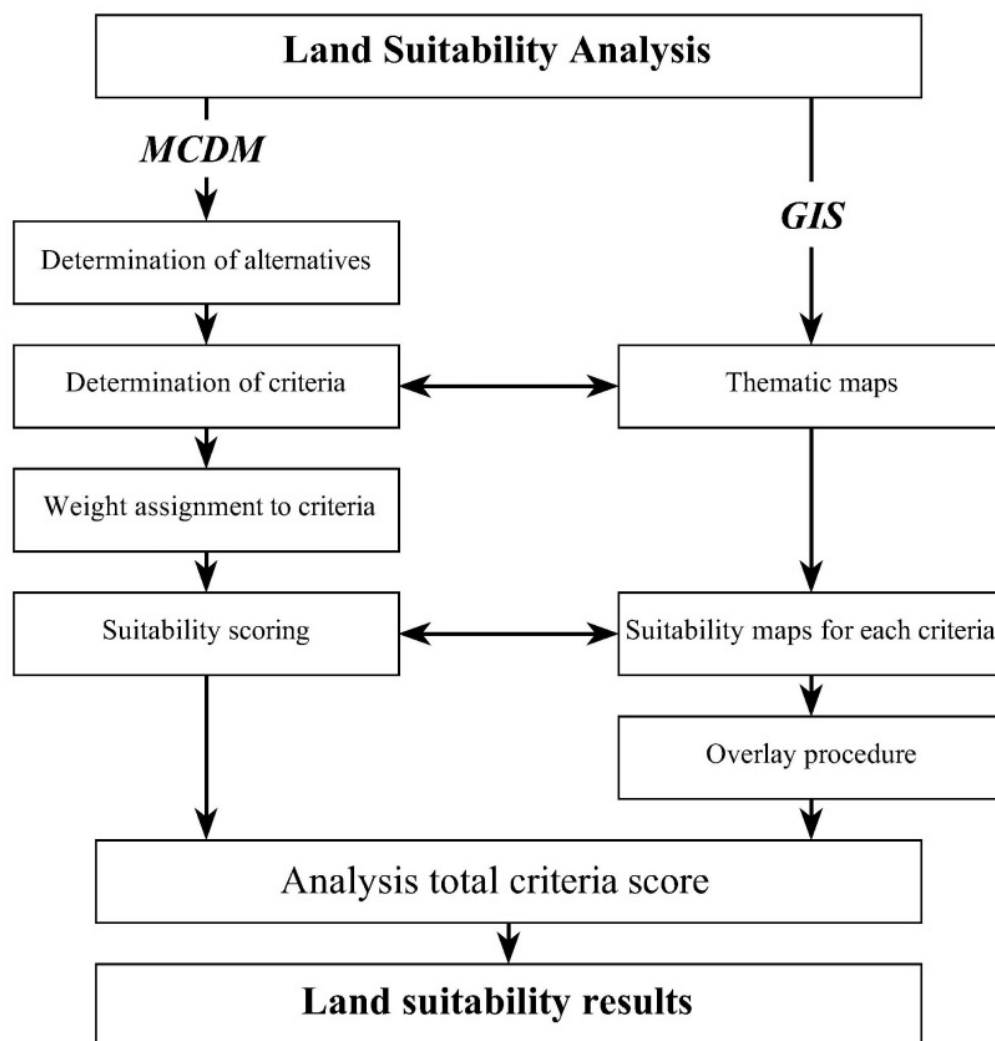 Land Suitability Analysis
MCDM
GIS
Determination of alternatives
Determination of criteria
Thematic maps
Weight assignment to criteria
Suitability scoring
Suitability maps for each criteria
Overlay procedure
Analysis total criteria score
Land suitability results